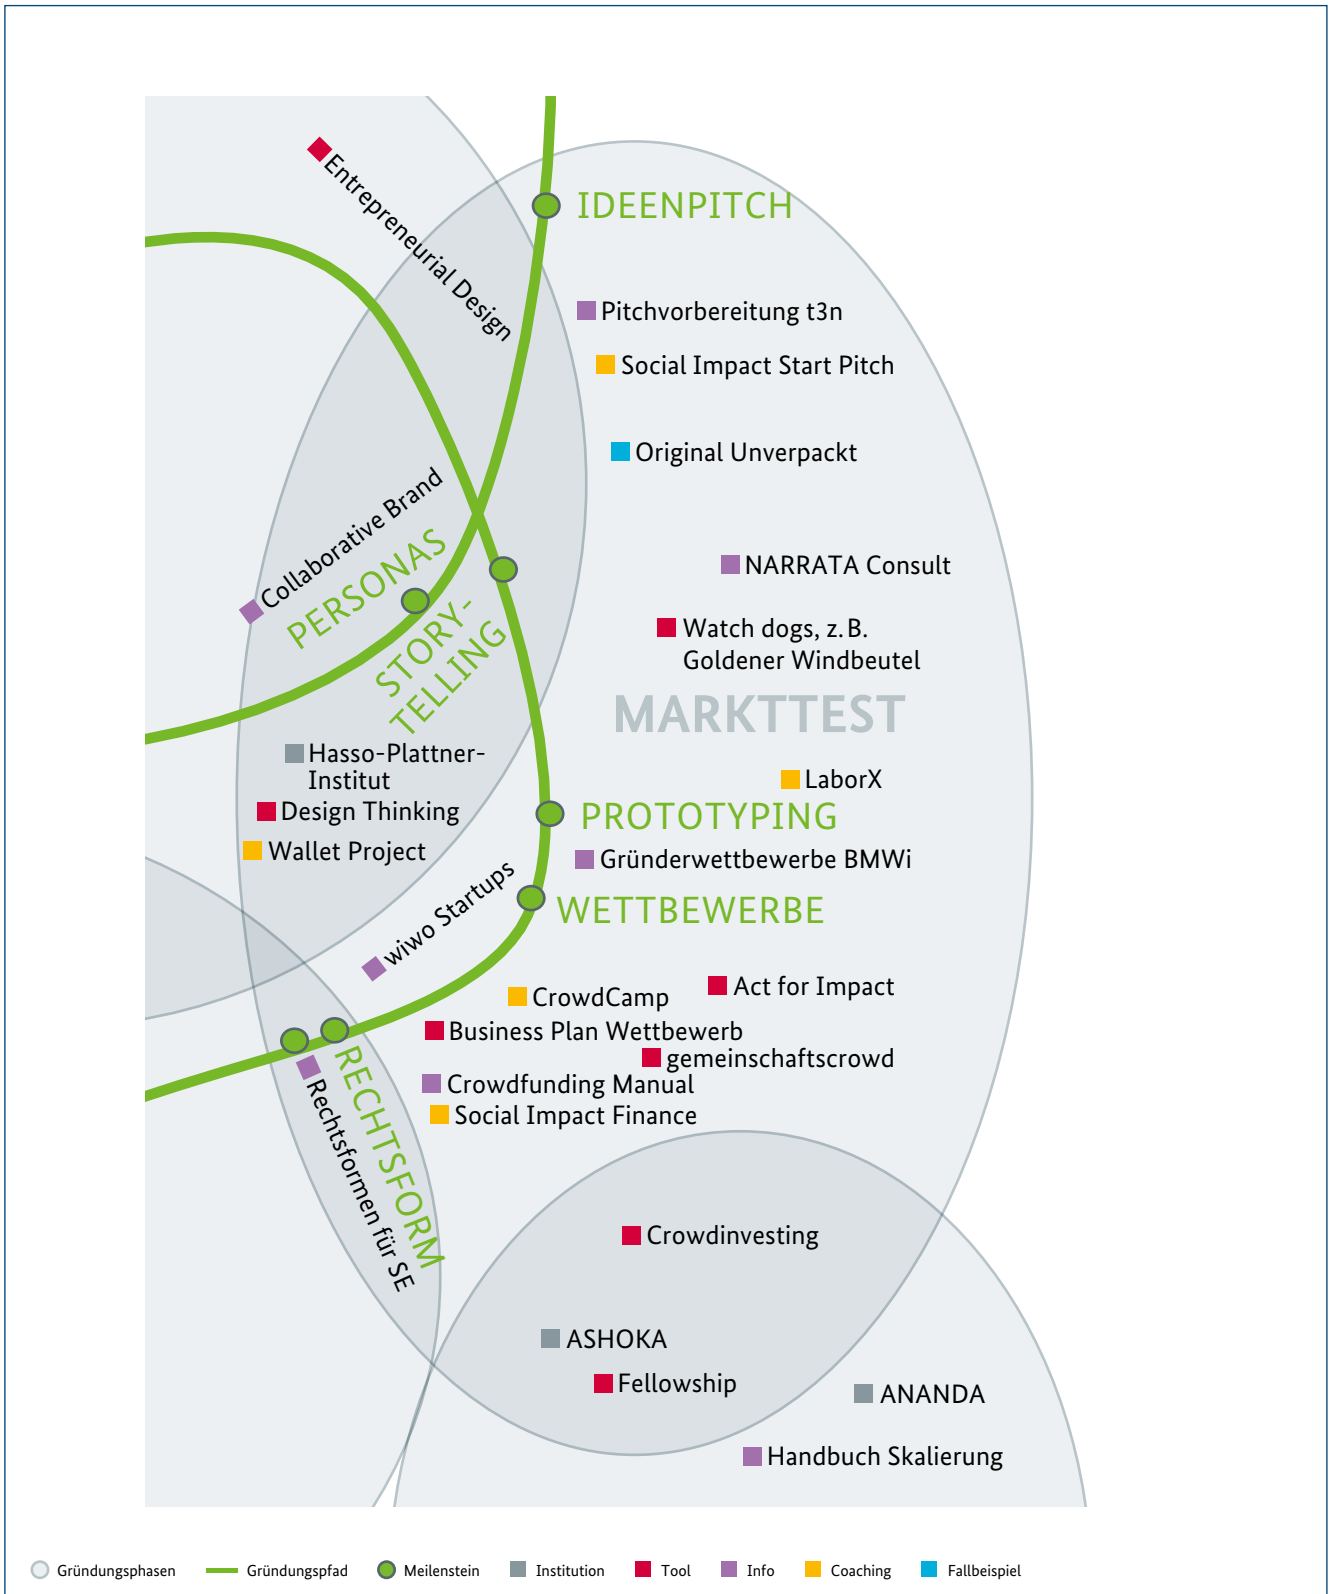 Entrepreneurial Design
IDEENPITCH
Pitchvorbereitung t3n
Social Impact Start Pitch
Original Unverpackt
Collaborative Brand
PERSONAS
STORY-
TELLING
NARRATA Consult
Watch dogs, z. B.
Goldener Windbeutel
MARKTTEST
Hasso-Plattner-
Institut
Design Thinking
Wallet Project
LaborX
PROTOTYPING
Gründerwettbewerbe BMWi
wiwo Startups
WETTBEWERBE
CrowdCamp
Act for Impact
Business Plan Wettbewerb
gemeinschaftscrowd
Crowdfunding Manual
Social Impact Finance
RECHTSFORM
Rechtsformen für SE
Crowdinvesting
ASHOKA
Fellowship
ANANDA
Handbuch Skalierung
Gründungsphasen Gründungspfad Meilenstein Institution Tool Info Coaching Fallbeispiel